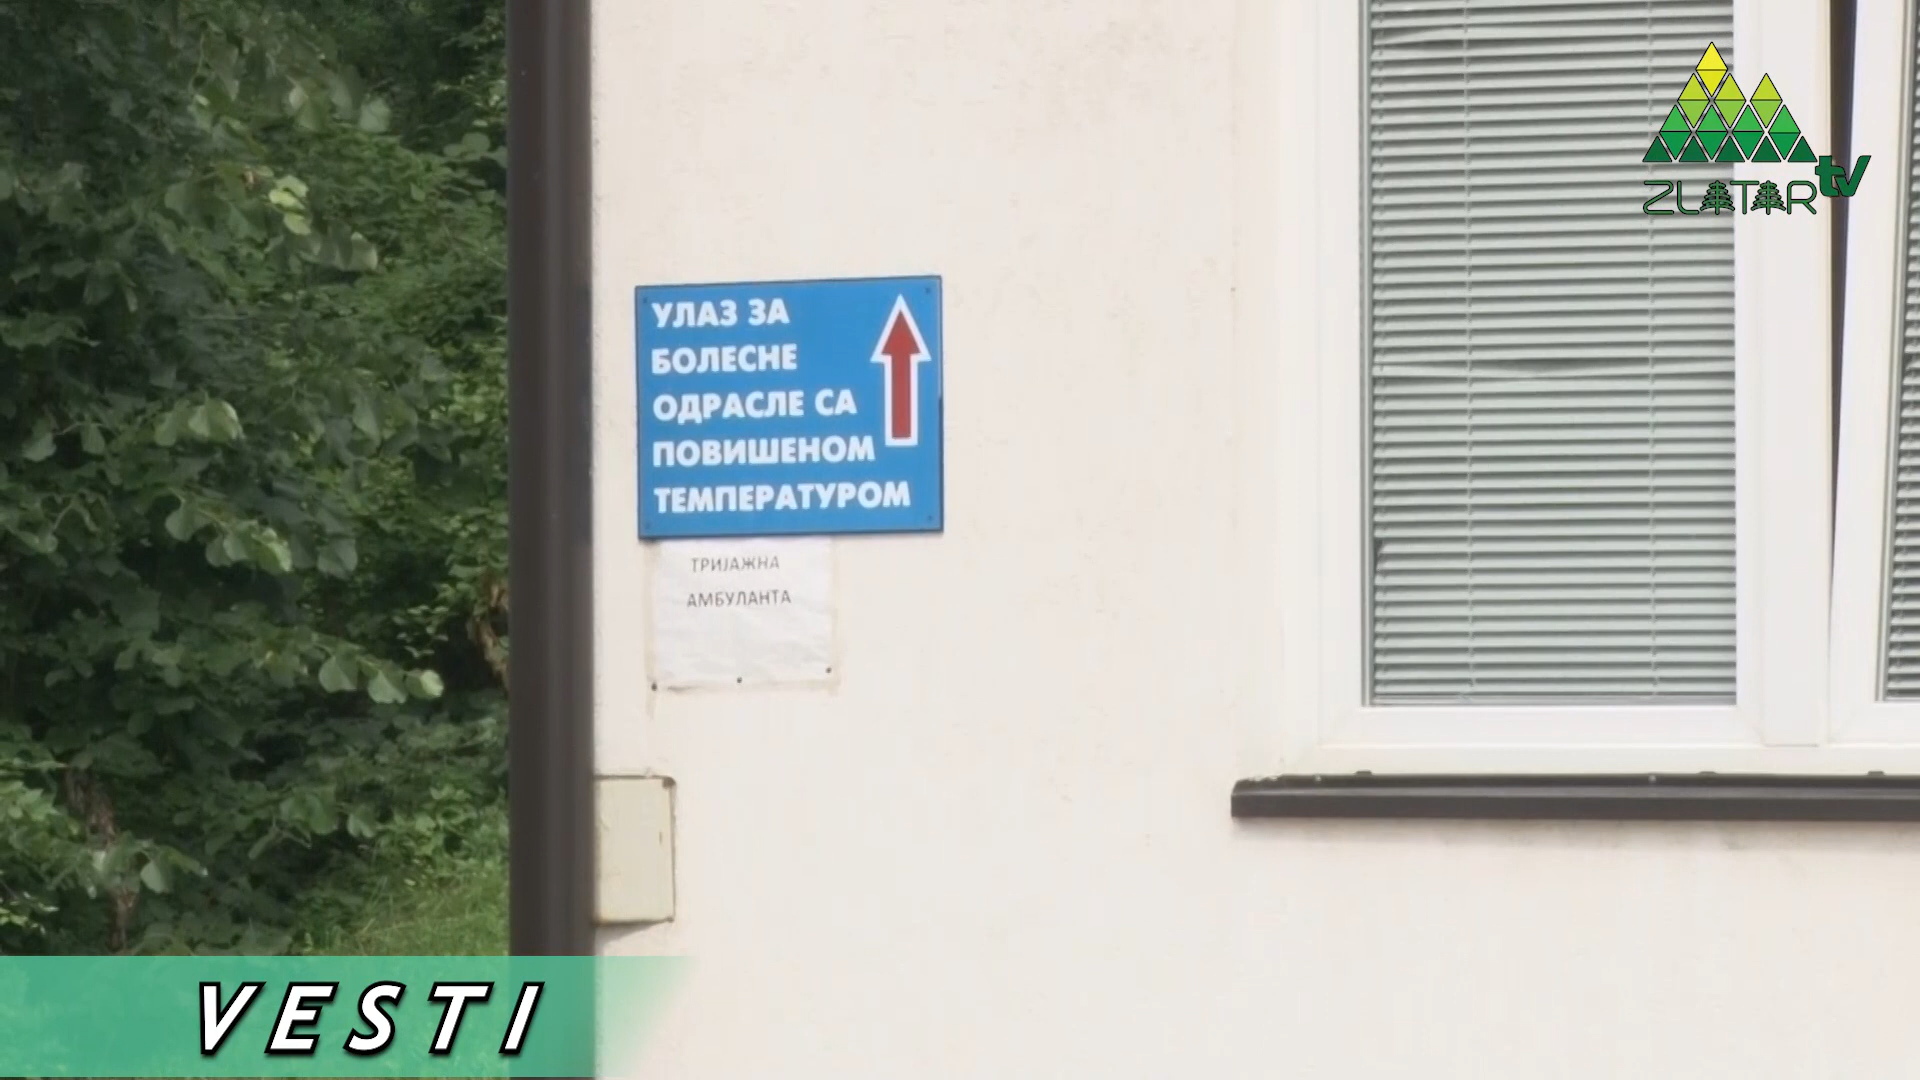 УЛАЗ ЗА
БОЛЕСНЕ
ОДРАСЛЕ СА
ПОВИШЕНОМ
ТЕМПЕРАТУРОМ
ТРИЈАЖНА
АМБУЛАНТА
ZLATAR tv
VESTI